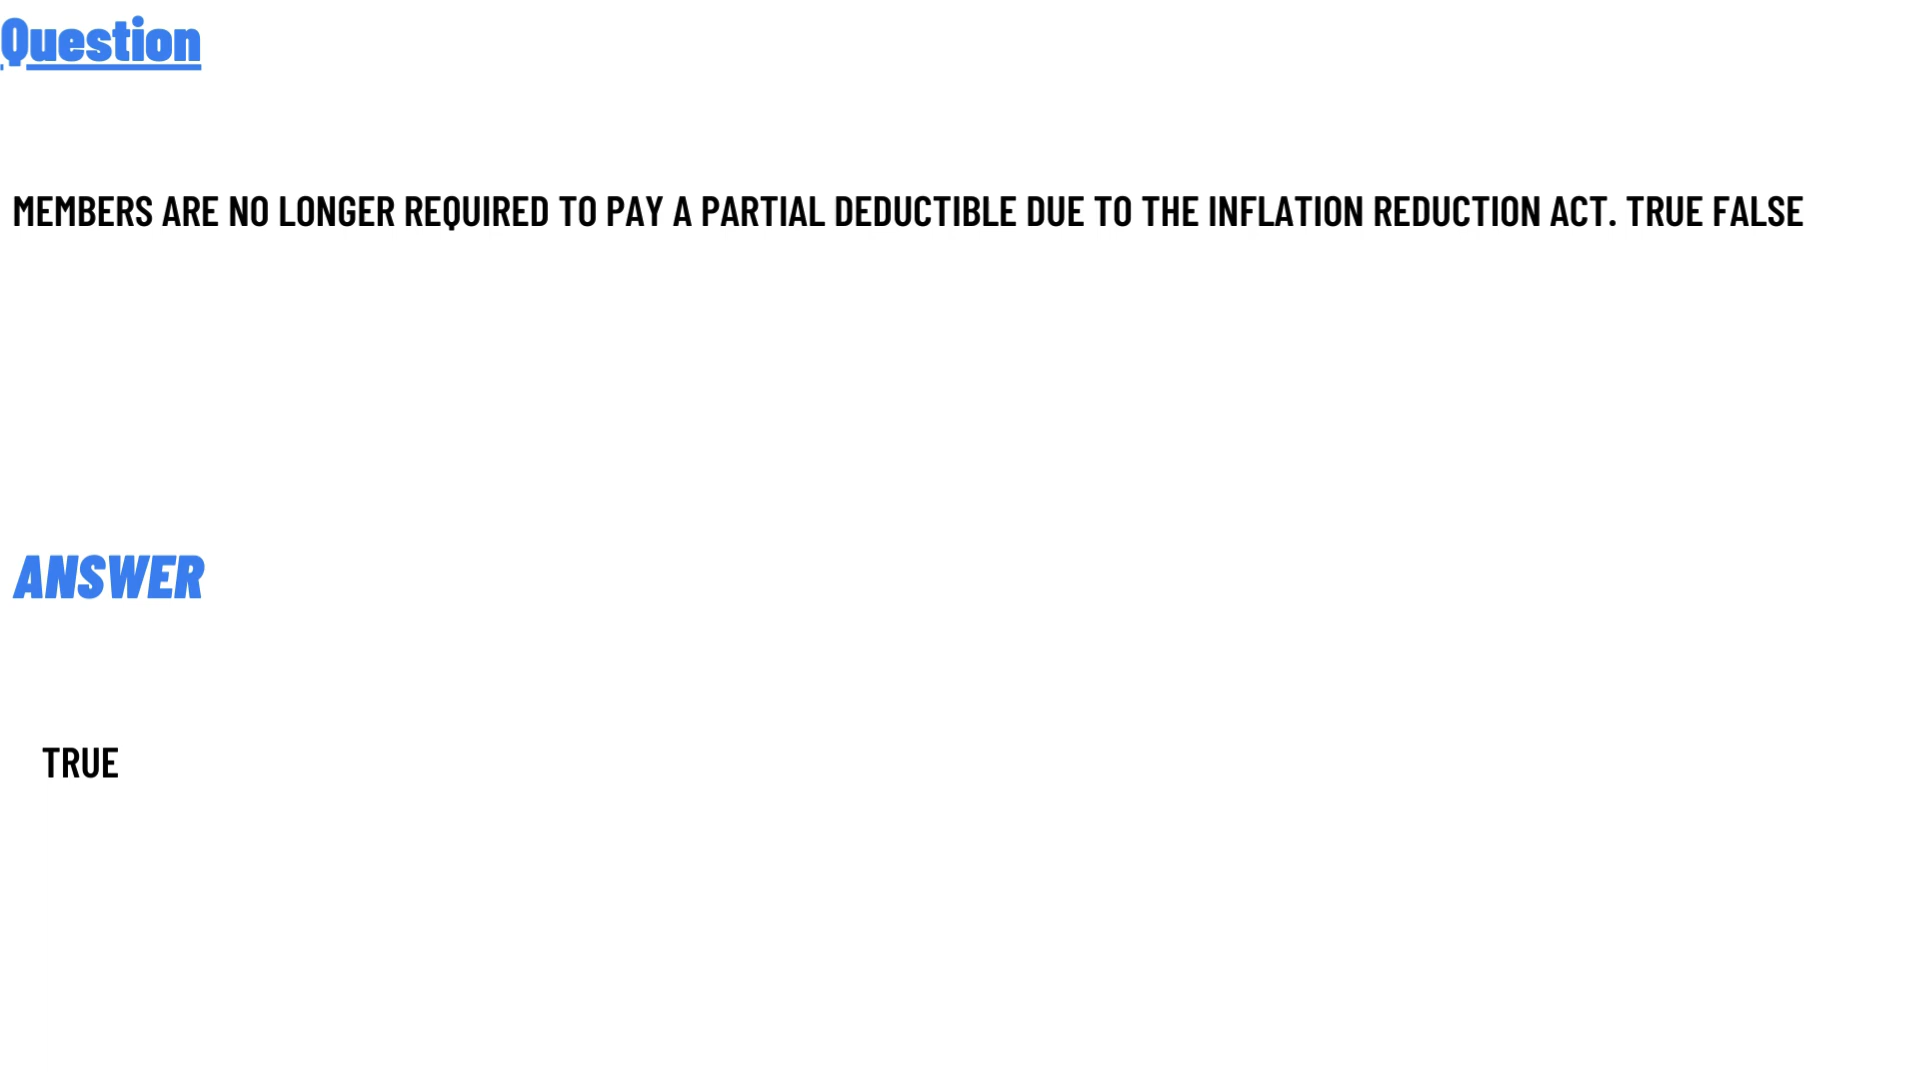 Question
MEMBERS ARE NO LONGER REQUIRED TO PAY A PARTIAL DEDUCTIBLE DUE TO THE INFLATION REDUCTION ACT. TRUE FALSE
ANSWER
TRUE